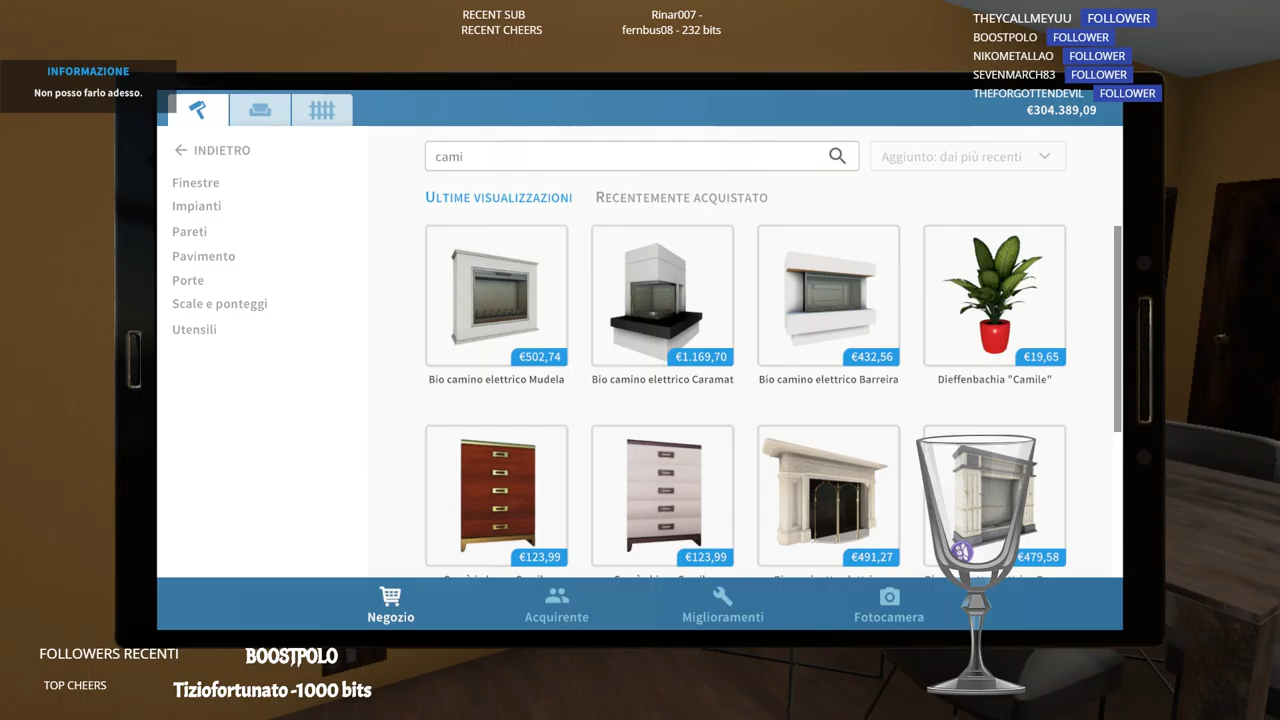 RECENT SUB
Rinar007 -
RECENT CHEERS
fernbus08 - 232 bits
THEYCALLMEYUU FOLLOWER
BOOSTPOLO FOLLOWER
NIKOMETALLAO FOLLOWER
SEVENMARCH83 FOLLOWER
THEFORGOTTENDEVIL FOLLOWER
INFORMAZIONE
Non posso farlo adesso.
€304.389,09
INDIETRO
Finestre
Impianti
Pareti
Pavimento
Porte
Scale e ponteggi
Utensili
cami
Aggiunto: dai più recenti
ULTIME VISUALIZZAZIONI RECENTEMENTE ACQUISTATO
€502,74
€1.169,70
€432,56
€19,65
Bio camino elettrico Mudela
Bio camino elettrico Caramat
Bio camino elettrico Barreira
Dieffenbachia "Camile"
€123,99
€123,99
€491,27
€479,58
Negozio
Acquirente
Miglioramenti
Fotocamera
FOLLOWERS RECENTI
BOOSTPOLO
TOP CHEERS
Tiziofortunato -1000 bits